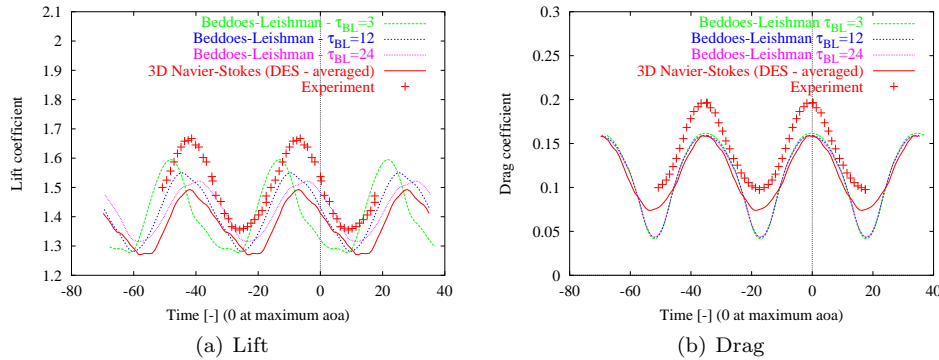 Beddoes-Leishman - τBL=3
Beddoes-Leishman - τBL=12
Beddoes-Leishman - τBL=24
3D Navier-Stokes (DES - averaged)
Experiment
Lift coefficient
2.1
2
1.9
1.8
1.7
1.6
1.5
1.4
1.3
1.2
-80 -60 -40 -20 0 20 40
Time [-] (0 at maximum aoa)
(a) Lift
Beddoes-Leishman - τBL=3
Beddoes-Leishman - τBL=12
Beddoes-Leishman - τBL=24
3D Navier-Stokes (DES - averaged)
Experiment
Drag coefficient
0.3
0.25
0.2
0.15
0.1
0.05
0
-80 -60 -40 -20 0 20 40
Time [-] (0 at maximum aoa)
(b) Drag